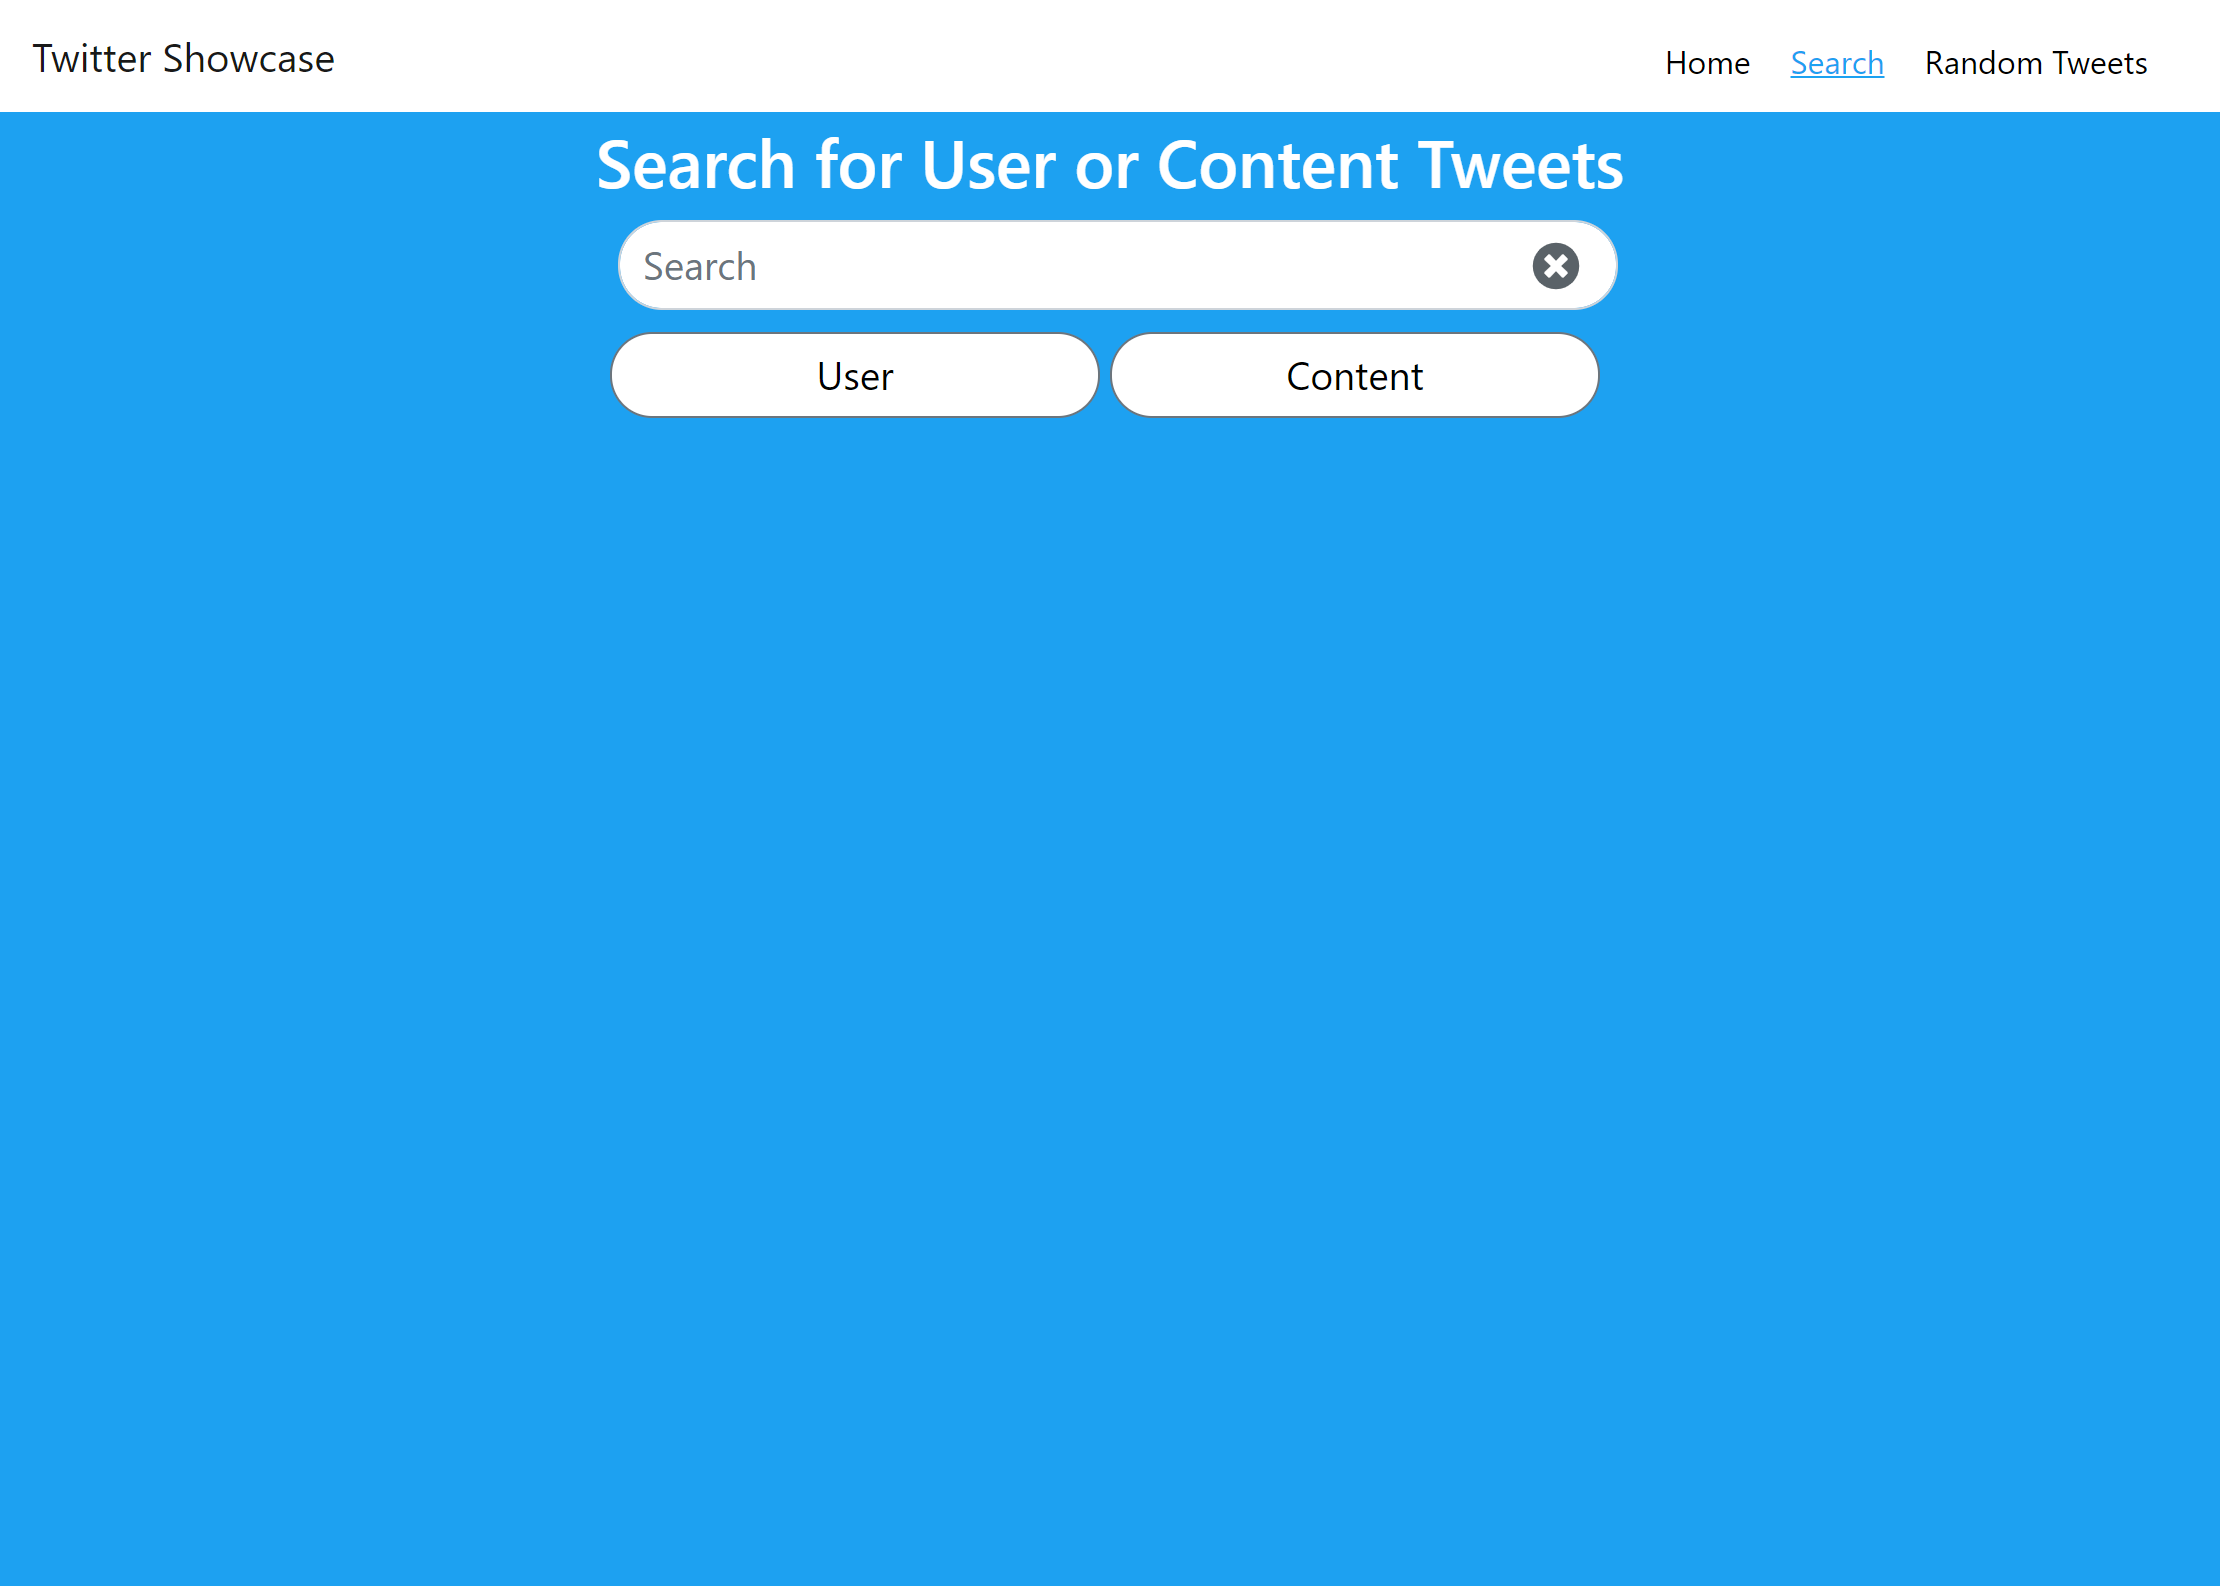 Twitter Showcase
Home Search Random Tweets
Search for User or Content Tweets
Search
User Content